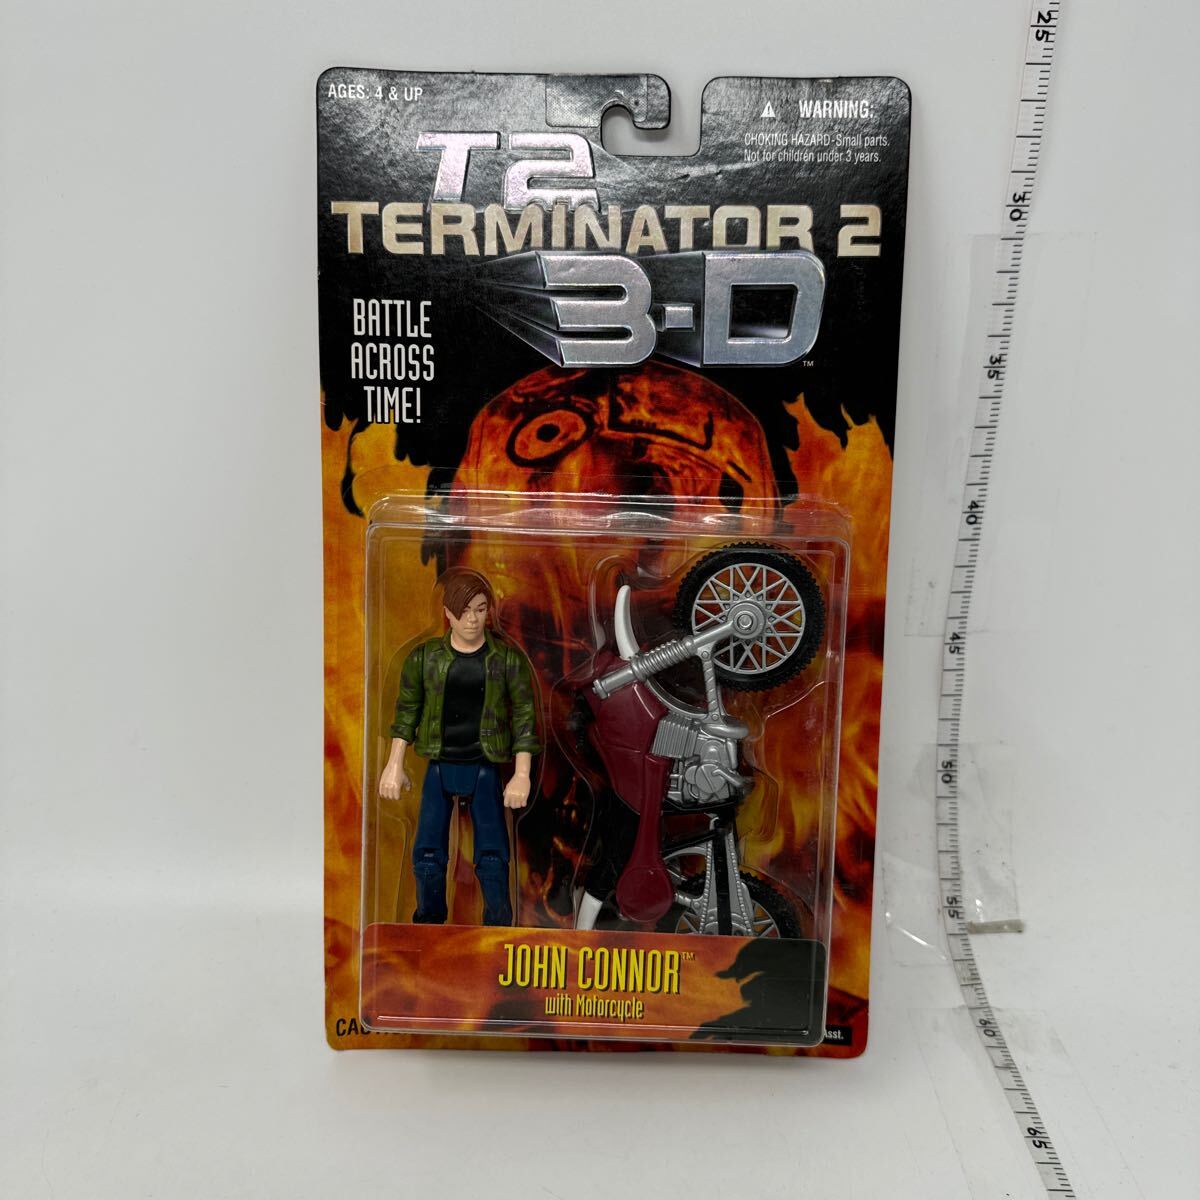 AGES: 4 & UP
WARNING:
CHOKING HAZARD-Small parts.
Not for children under 3 years.
T2
TERMINATOR 2
3-D™
BATTLE
ACROSS
TIME!
JOHN CONNOR™
with Motorcycle
Asst.
25
30
35
40
45
50
55
60
65